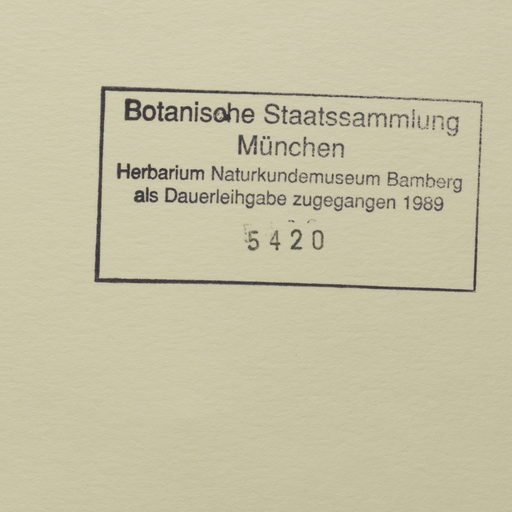 Botanische Staatssammlung
München
Herbarium Naturkundemuseum Bamberg
als Dauerleihgabe zugegangen 1989
5420